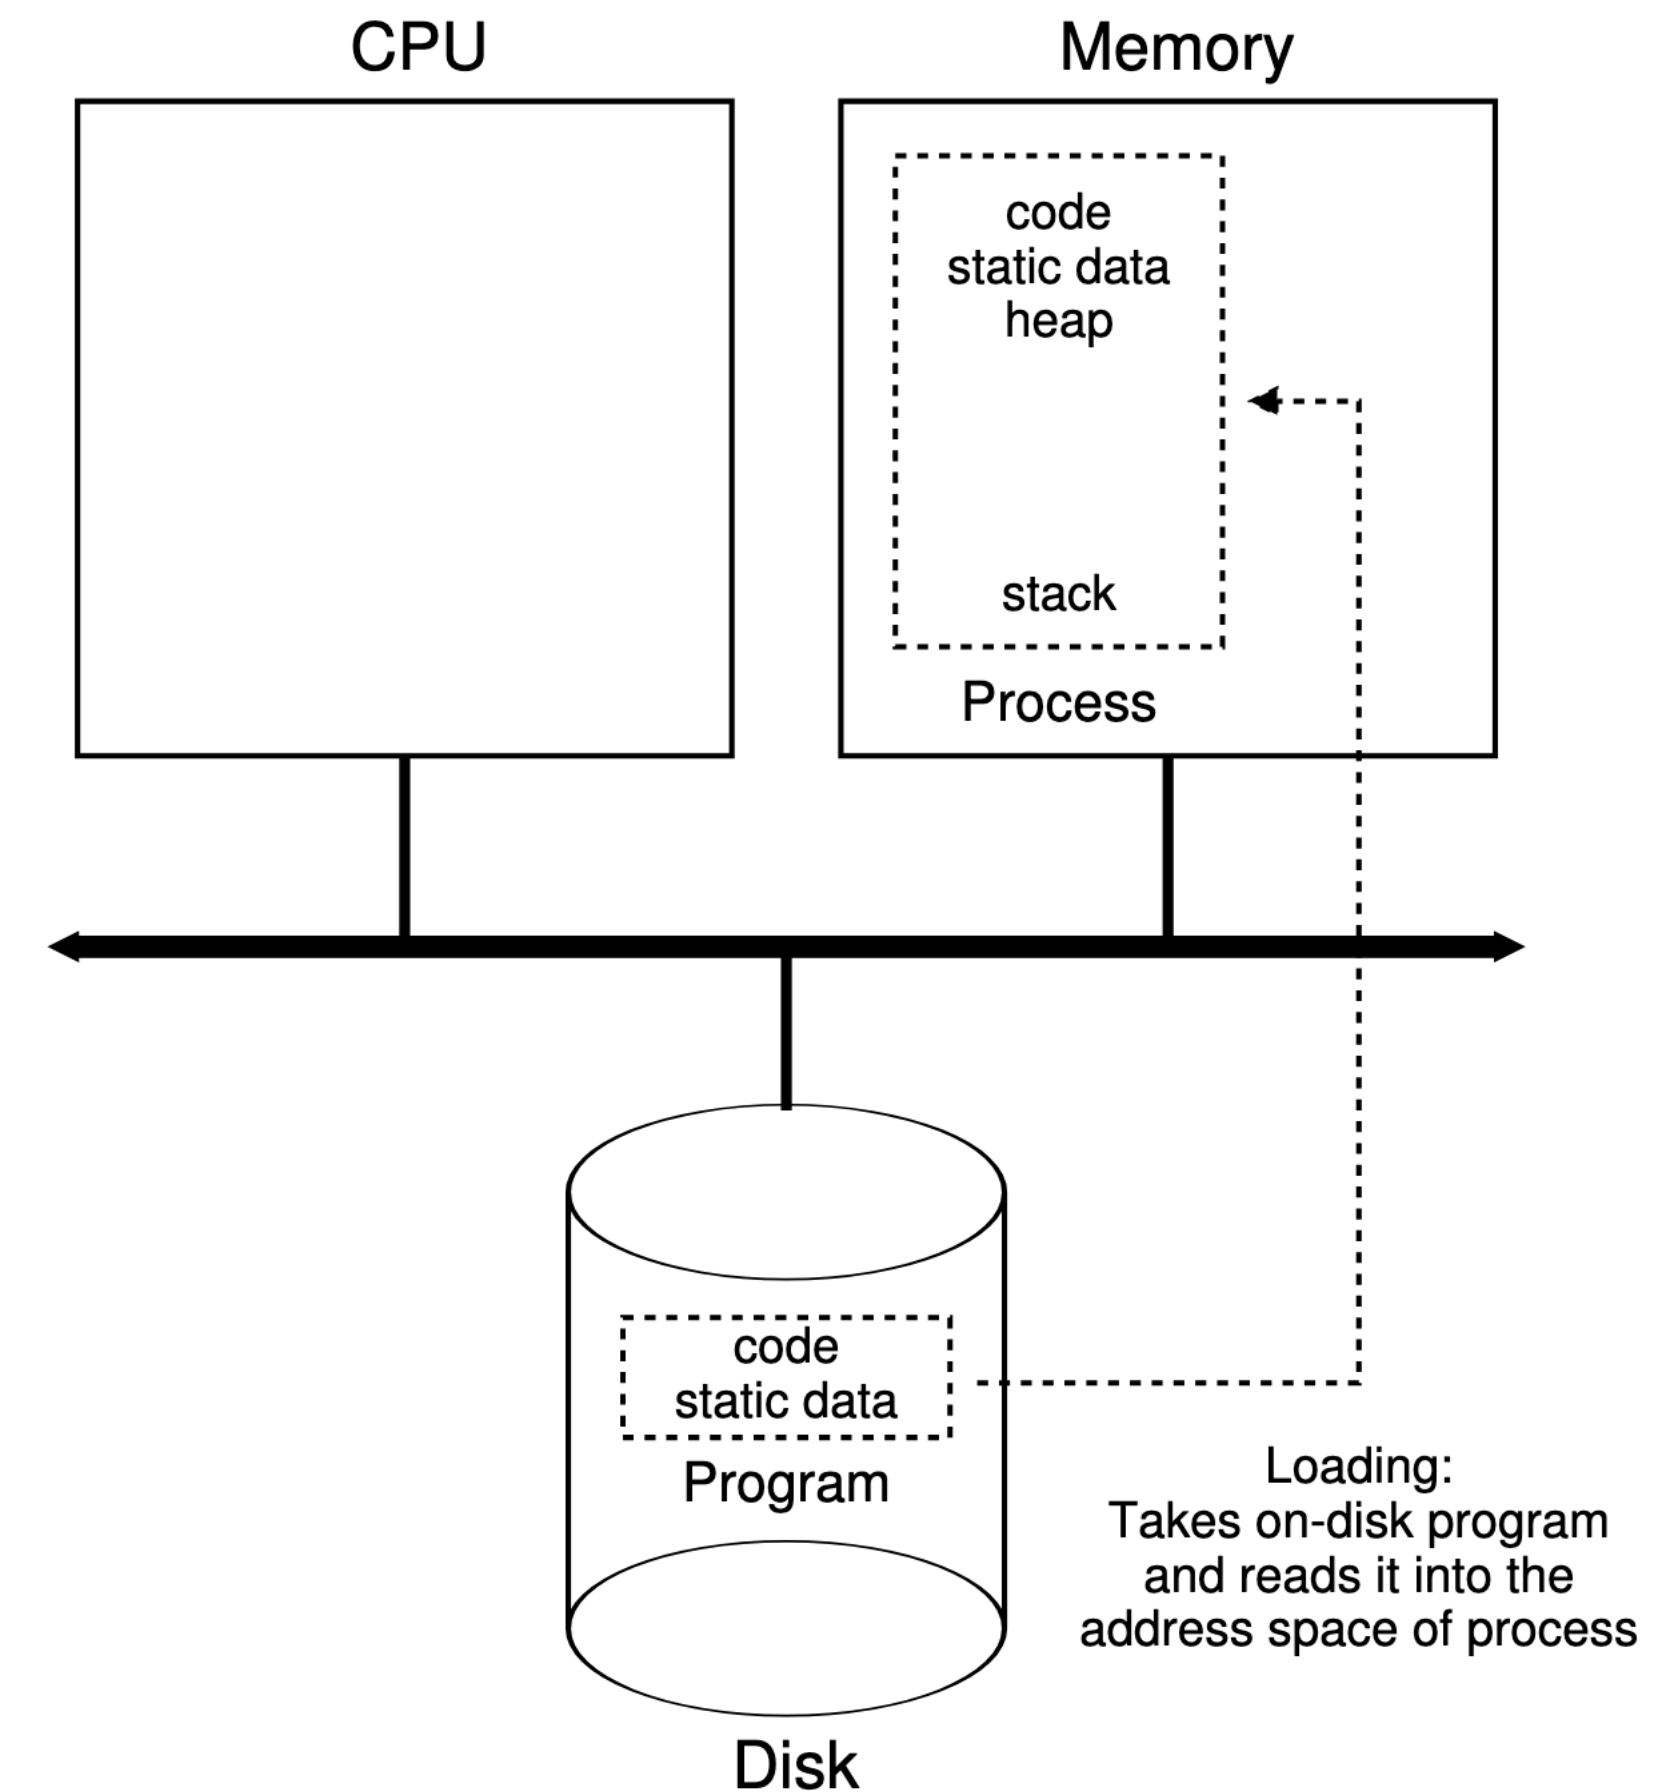 CPU
Memory
code
static data
heap
stack
Process
code
static data
Program
Loading:
Takes on-disk program
and reads it into the
address space of process
Disk